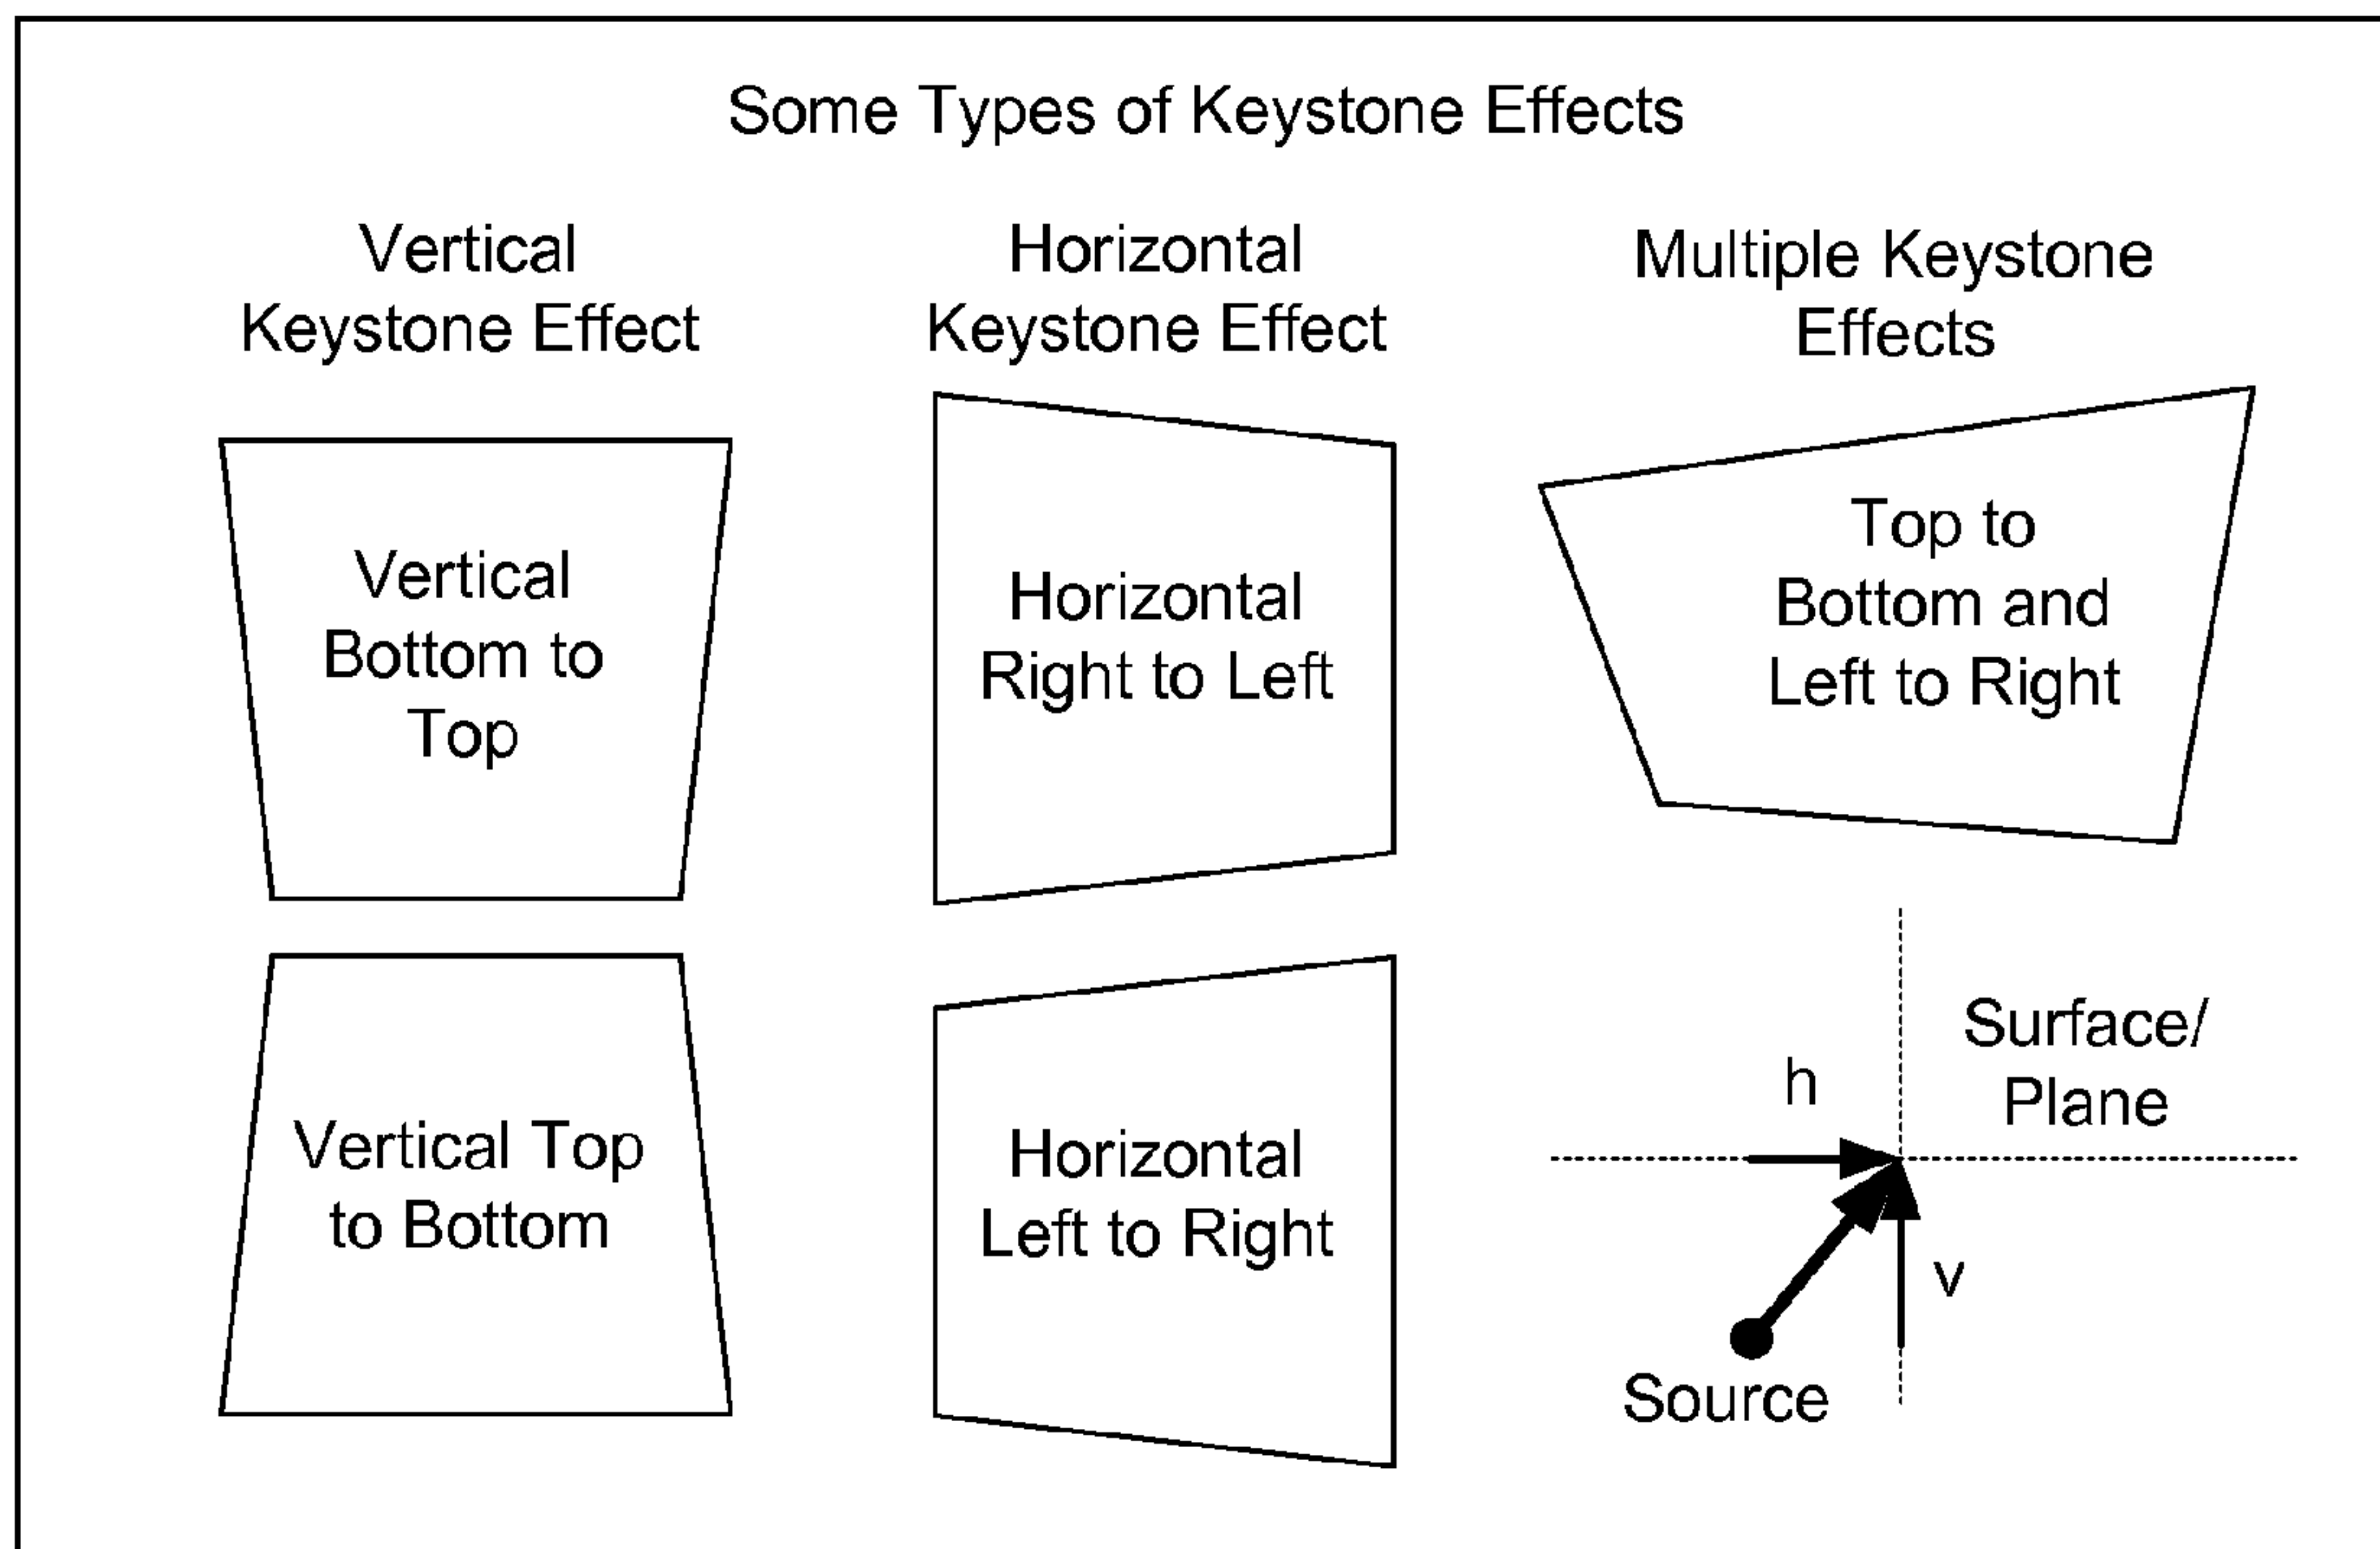 Some Types of Keystone Effects
Vertical
Keystone Effect
Horizontal
Keystone Effect
Multiple Keystone
Effects
Vertical
Bottom to
Top
Horizontal
Right to Left
Top to
Bottom and
Left to Right
Vertical Top
to Bottom
Horizontal
Left to Right
Surface/
Plane
h
v
Source